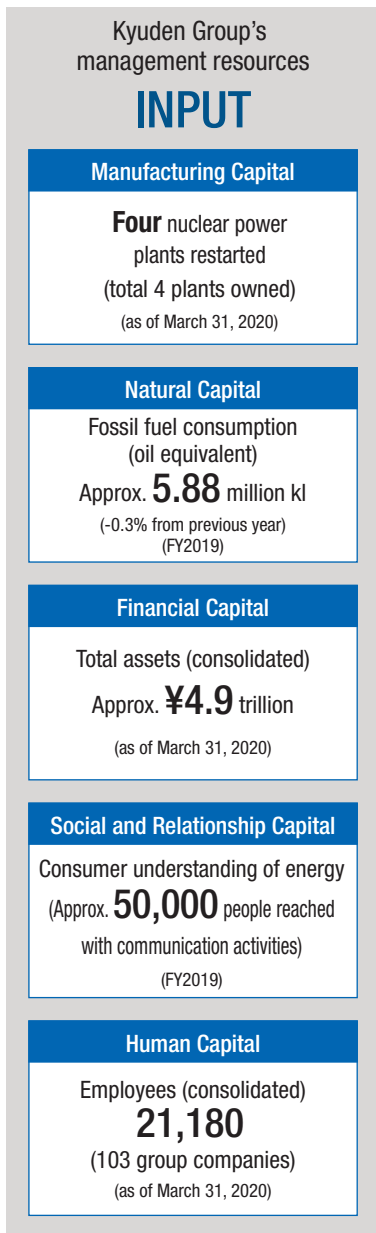 Kyuden Group’s
management resources
INPUT
Manufacturing Capital
Four nuclear power
plants restarted
(total 4 plants owned)
(as of March 31, 2020)
Natural Capital
Fossil fuel consumption
(oil equivalent)
Approx. 5.88 million kl
(-0.3% from previous year)
(FY2019)
Financial Capital
Total assets (consolidated)
Approx. ¥4.9 trillion
(as of March 31, 2020)
Social and Relationship Capital
Consumer understanding of energy
(Approx. 50,000 people reached
with communication activities)
(FY2019)
Human Capital
Employees (consolidated)
21,180
(103 group companies)
(as of March 31, 2020)